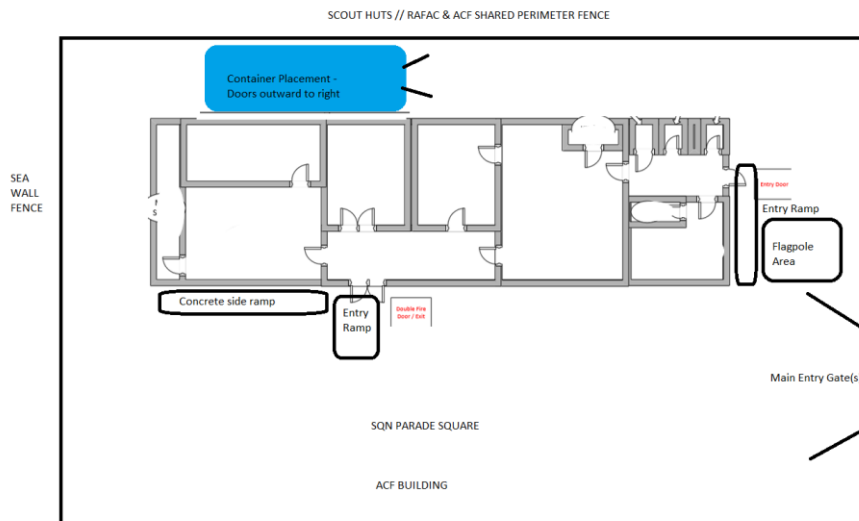 SCOUT HUTS // RAFAC & ACF SHARED PERIMETER FENCE
Container Placement -
Doors outward to right
SEA
WALL
FENCE
S
Entry Door
Entry Ramp
Flagpole
Area
Concrete side ramp
Entry
Ramp
Double Fire
Door / Exit
Main Entry Gate(s
SQN PARADE SQUARE
ACF BUILDING